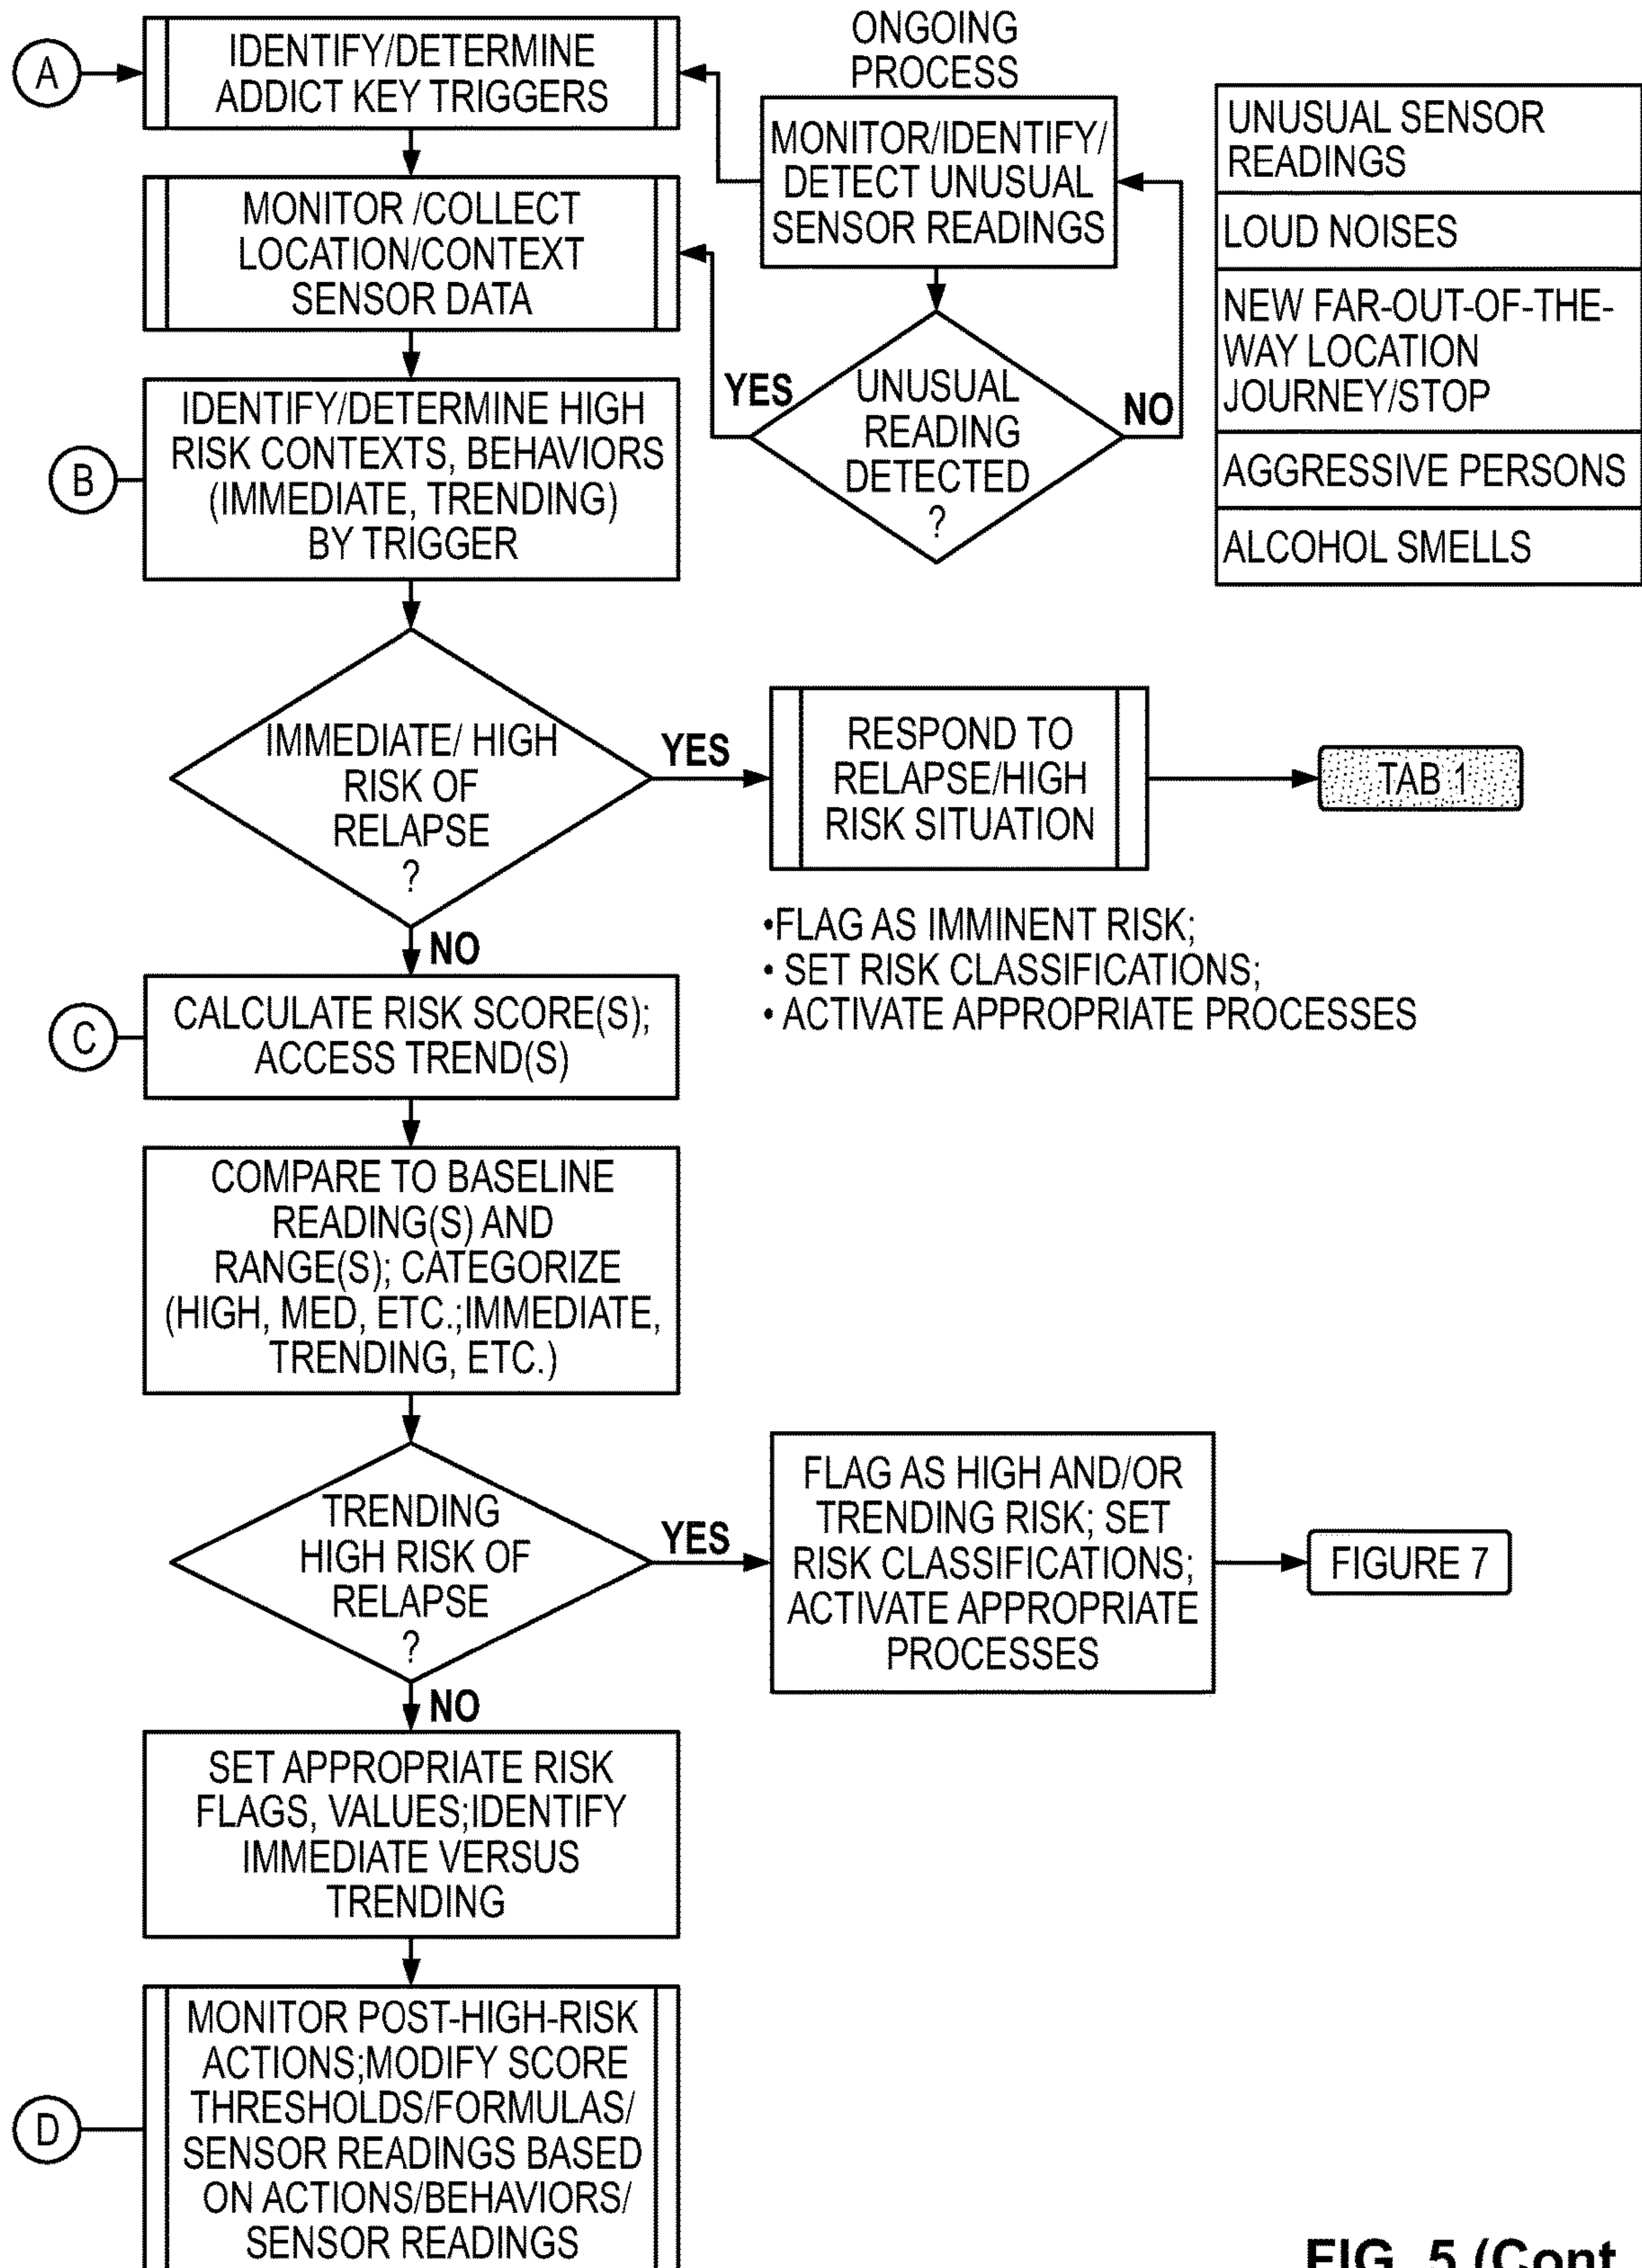 A
IDENTIFY/DETERMINE
ADDICT KEY TRIGGERS
ONGOING
PROCESS
MONITOR/IDENTIFY/
DETECT UNUSUAL
SENSOR READINGS
UNUSUAL SENSOR
READINGS
LOUD NOISES
NEW FAR-OUT-OF-THE-
WAY LOCATION
JOURNEY/STOP
AGGRESSIVE PERSONS
ALCOHOL SMELLS
MONITOR /COLLECT
LOCATION/CONTEXT
SENSOR DATA
YES
UNUSUAL
READING
DETECTED
?
NO
B
IDENTIFY/DETERMINE HIGH
RISK CONTEXTS, BEHAVIORS
(IMMEDIATE, TRENDING)
BY TRIGGER
IMMEDIATE/ HIGH
RISK OF
RELAPSE
?
YES
RESPOND TO
RELAPSE/HIGH
RISK SITUATION
TAB 1
•FLAG AS IMMINENT RISK;
• SET RISK CLASSIFICATIONS;
• ACTIVATE APPROPRIATE PROCESSES
NO
C
CALCULATE RISK SCORE(S);
ACCESS TREND(S)
COMPARE TO BASELINE
READING(S) AND
RANGE(S); CATEGORIZE
(HIGH, MED, ETC.;IMMEDIATE,
TRENDING, ETC.)
TRENDING
HIGH RISK OF
RELAPSE
?
YES
FLAG AS HIGH AND/OR
TRENDING RISK; SET
RISK CLASSIFICATIONS;
ACTIVATE APPROPRIATE
PROCESSES
FIGURE 7
NO
SET APPROPRIATE RISK
FLAGS, VALUES;IDENTIFY
IMMEDIATE VERSUS
TRENDING
D
MONITOR POST-HIGH-RISK
ACTIONS;MODIFY SCORE
THRESHOLDS/FORMULAS/
SENSOR READINGS BASED
ON ACTIONS/BEHAVIORS/
SENSOR READINGS
FIG. 5 (Cont